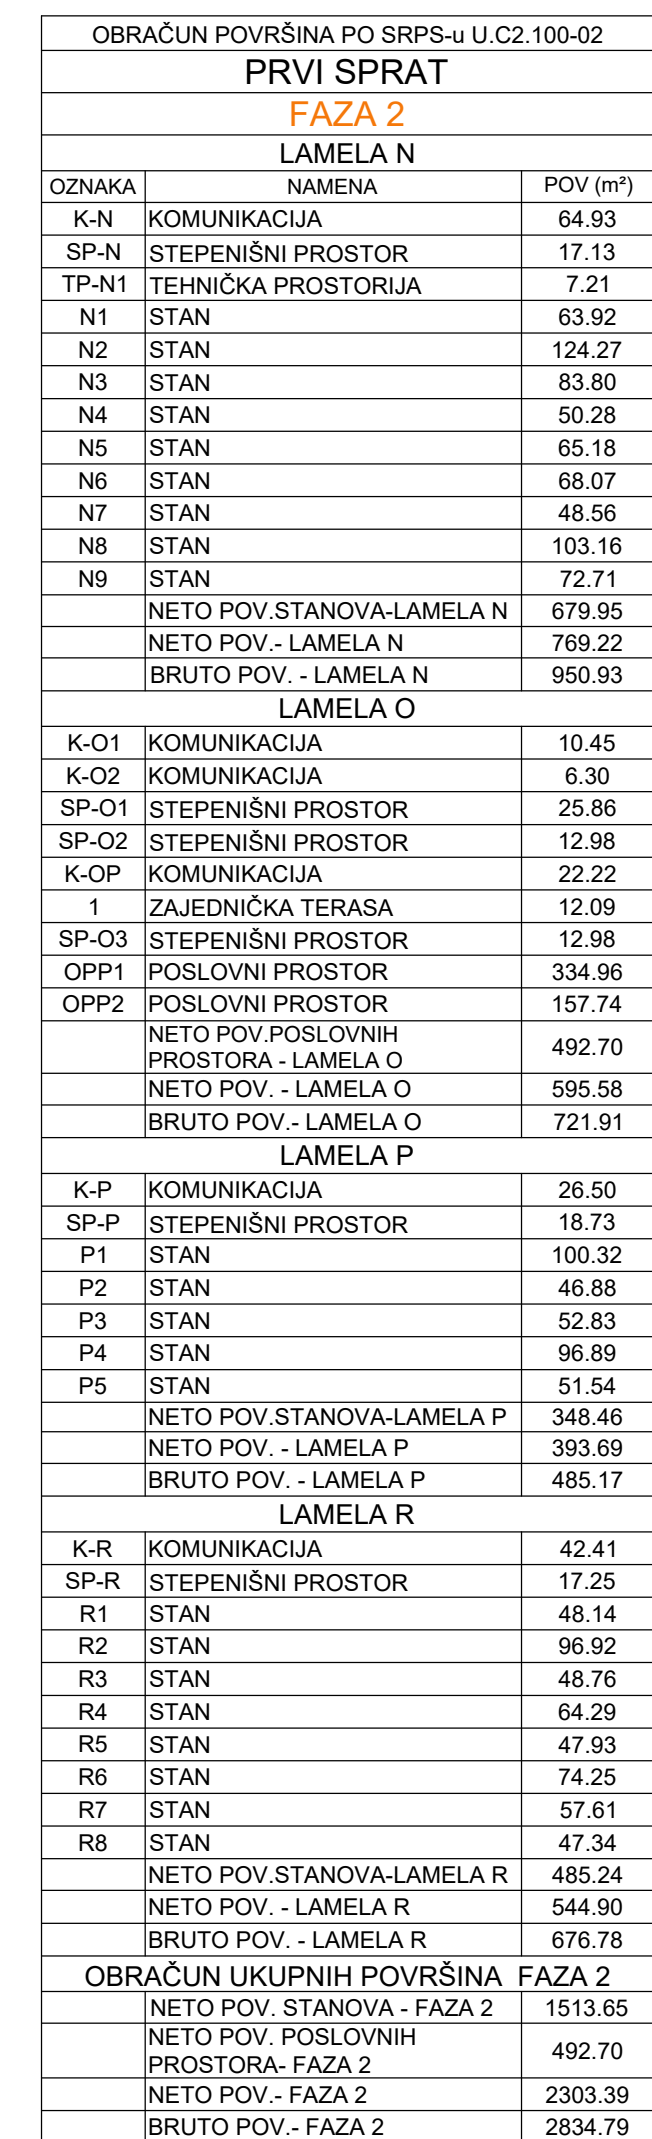 OBRAČUN POVRŠINA PO SRPS-u U.C2.100-02
PRVI SPRAT
FAZA 2
LAMELA N
OZNAKA NAMENA POV (m²)
K-N KOMUNIKACIJA 64.93
SP-N STEPENIŠNI PROSTOR 17.13
TP-N1 TEHNIČKA PROSTORIJA 7.21
N1 STAN 63.92
N2 STAN 124.27
N3 STAN 83.80
N4 STAN 50.28
N5 STAN 65.18
N6 STAN 68.07
N7 STAN 48.56
N8 STAN 103.16
N9 STAN 72.71
NETO POV.STANOVA-LAMELA N 679.95
NETO POV.- LAMELA N 769.22
BRUTO POV. - LAMELA N 950.93
LAMELA O
K-O1 KOMUNIKACIJA 10.45
K-O2 KOMUNIKACIJA 6.30
SP-O1 STEPENIŠNI PROSTOR 25.86
SP-O2 STEPENIŠNI PROSTOR 12.98
K-OP KOMUNIKACIJA 22.22
1 ZAJEDNIČKA TERASA 12.09
SP-O3 STEPENIŠNI PROSTOR 12.98
OPP1 POSLOVNI PROSTOR 334.96
OPP2 POSLOVNI PROSTOR 157.74
NETO POV.POSLOVNIH
PROSTORA - LAMELA O 492.70
NETO POV. - LAMELA O 595.58
BRUTO POV.- LAMELA O 721.91
LAMELA P
K-P KOMUNIKACIJA 26.50
SP-P STEPENIŠNI PROSTOR 18.73
P1 STAN 100.32
P2 STAN 46.88
P3 STAN 52.83
P4 STAN 96.89
P5 STAN 51.54
NETO POV.STANOVA-LAMELA P 348.46
NETO POV. - LAMELA P 393.69
BRUTO POV. - LAMELA P 485.17
LAMELA R
K-R KOMUNIKACIJA 42.41
SP-R STEPENIŠNI PROSTOR 17.25
R1 STAN 48.14
R2 STAN 96.92
R3 STAN 48.76
R4 STAN 64.29
R5 STAN 47.93
R6 STAN 74.25
R7 STAN 57.61
R8 STAN 47.34
NETO POV.STANOVA-LAMELA R 485.24
NETO POV. - LAMELA R 544.90
BRUTO POV. - LAMELA R 676.78
OBRAČUN UKUPNIH POVRŠINA FAZA 2
NETO POV. STANOVA - FAZA 2 1513.65
NETO POV. POSLOVNIH
PROSTORA- FAZA 2 492.70
NETO POV.- FAZA 2 2303.39
BRUTO POV.- FAZA 2 2834.79